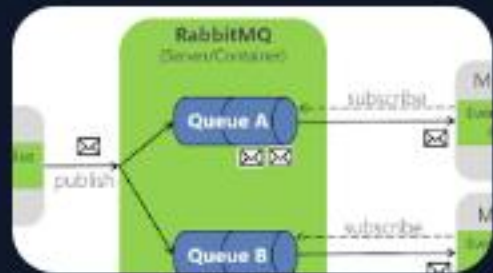 RabbitMQ
(Server/Container)
subscribe
Queue A
publish
subscribe
Queue B